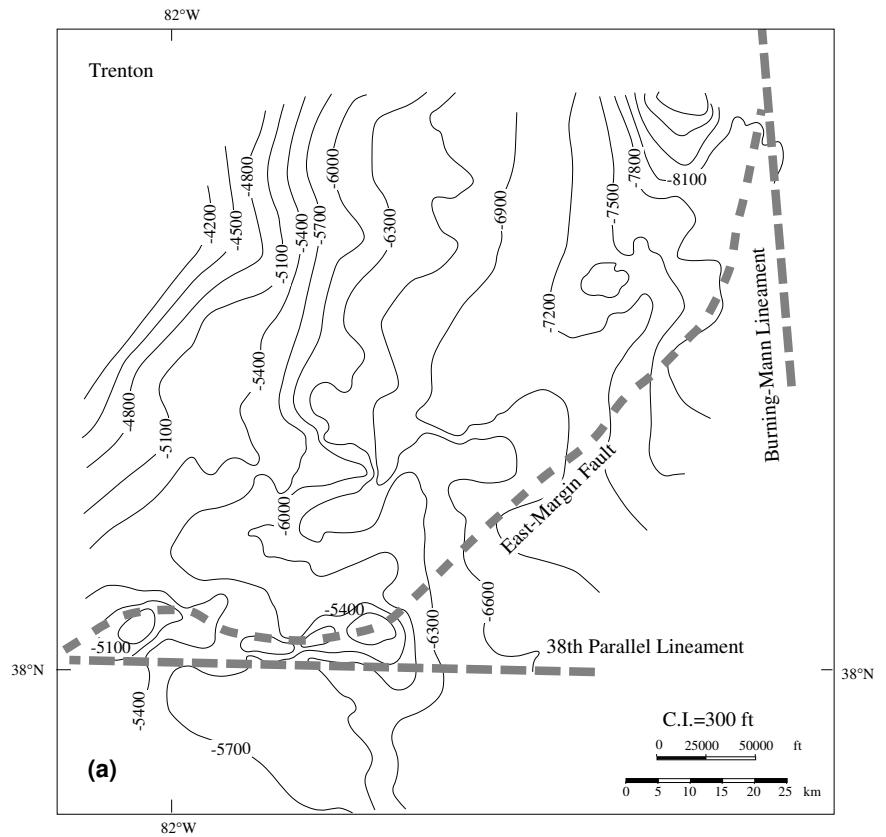 82°W
Trenton
-4200
-4500
-4800
-5100
-5400
-5700
-6000
-6300
-6900
-7200
-7500
-7800
-8100
-4800
-5100
-5400
-6000
East-Margin Fault
Burning-Mann Lineament
-5400
-5100
-6300
-6600
38th Parallel Lineament
38°N
38°N
-5400
-5700
C.I.=300 ft
0 25000 50000 ft
0 5 10 15 20 25
km
(a)
82°W